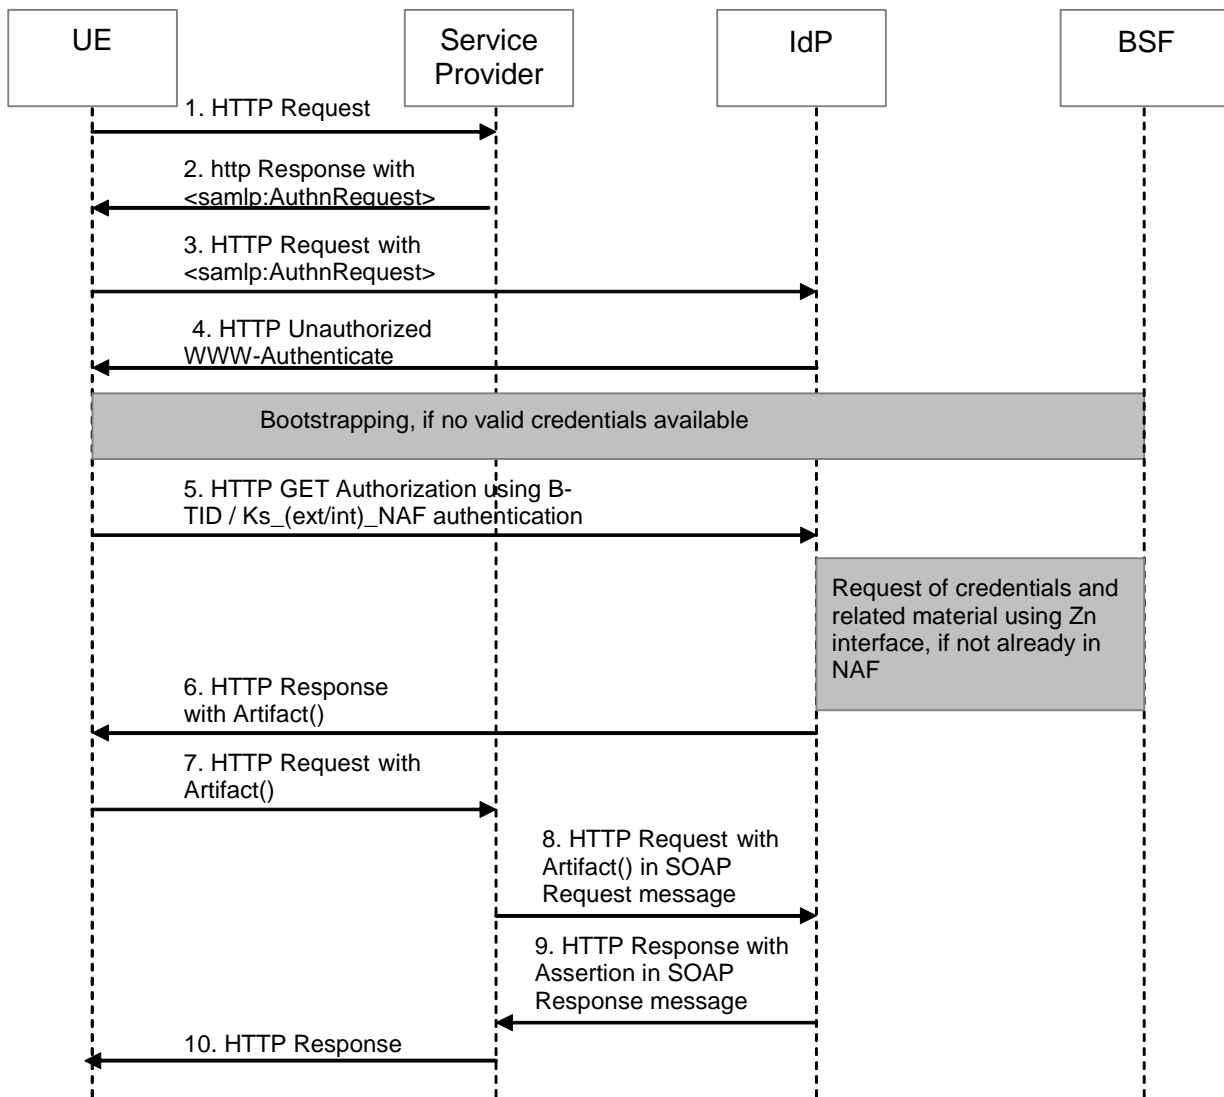 UE
Service
Provider
IdP
BSF
1. HTTP Request
2. http Response with
<samlp:AuthnRequest>
3. HTTP Request with
<samlp:AuthnRequest>
4. HTTP Unauthorized
WWW-Authenticate
Bootstrapping, if no valid credentials available
5. HTTP GET Authorization using B-
TID / Ks_(ext/int)_NAF authentication
Request of credentials and
related material using Zn
interface, if not already in
NAF
6. HTTP Response
with Artifact()
7. HTTP Request with
Artifact()
8. HTTP Request with
Artifact() in SOAP
Request message
9. HTTP Response with
Assertion in SOAP
Response message
10. HTTP Response